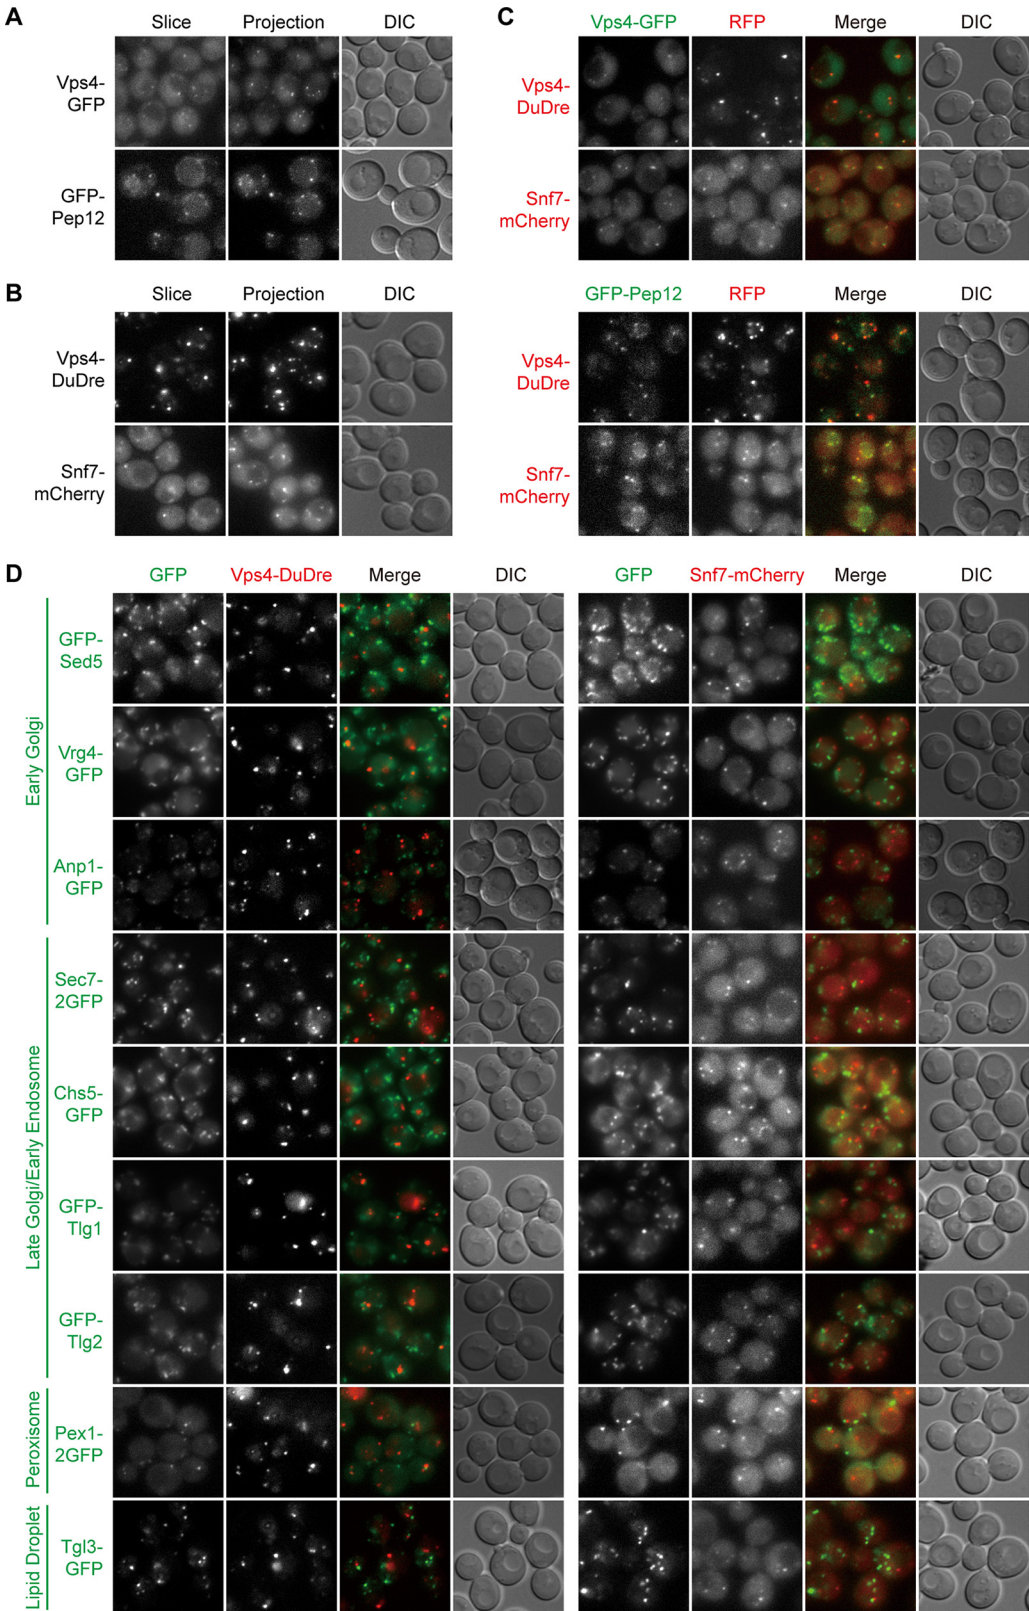 A
Slice Projection DIC
Vps4-
GFP
GFP-
Pep12
B
Slice Projection DIC
Vps4-
DuDre
Snf7-
mCherry
C
Vps4-GFP RFP Merge DIC
Vps4-
DuDre
Snf7-
mCherry
GFP-Pep12 RFP Merge DIC
Vps4-
DuDre
Snf7-
mCherry
D
GFP Vps4-DuDre Merge DIC GFP Snf7-mCherry Merge DIC
Early Golgi
GFP-
Sed5
Vrg4-
GFP
Anp1-
GFP
Late Golgi/Early Endosome
Sec7-
2GFP
Chs5-
GFP
GFP-
Tlg1
GFP-
Tlg2
Peroxisome
Pex1-
2GFP
Lipid Droplet
Tgl3-
GFP